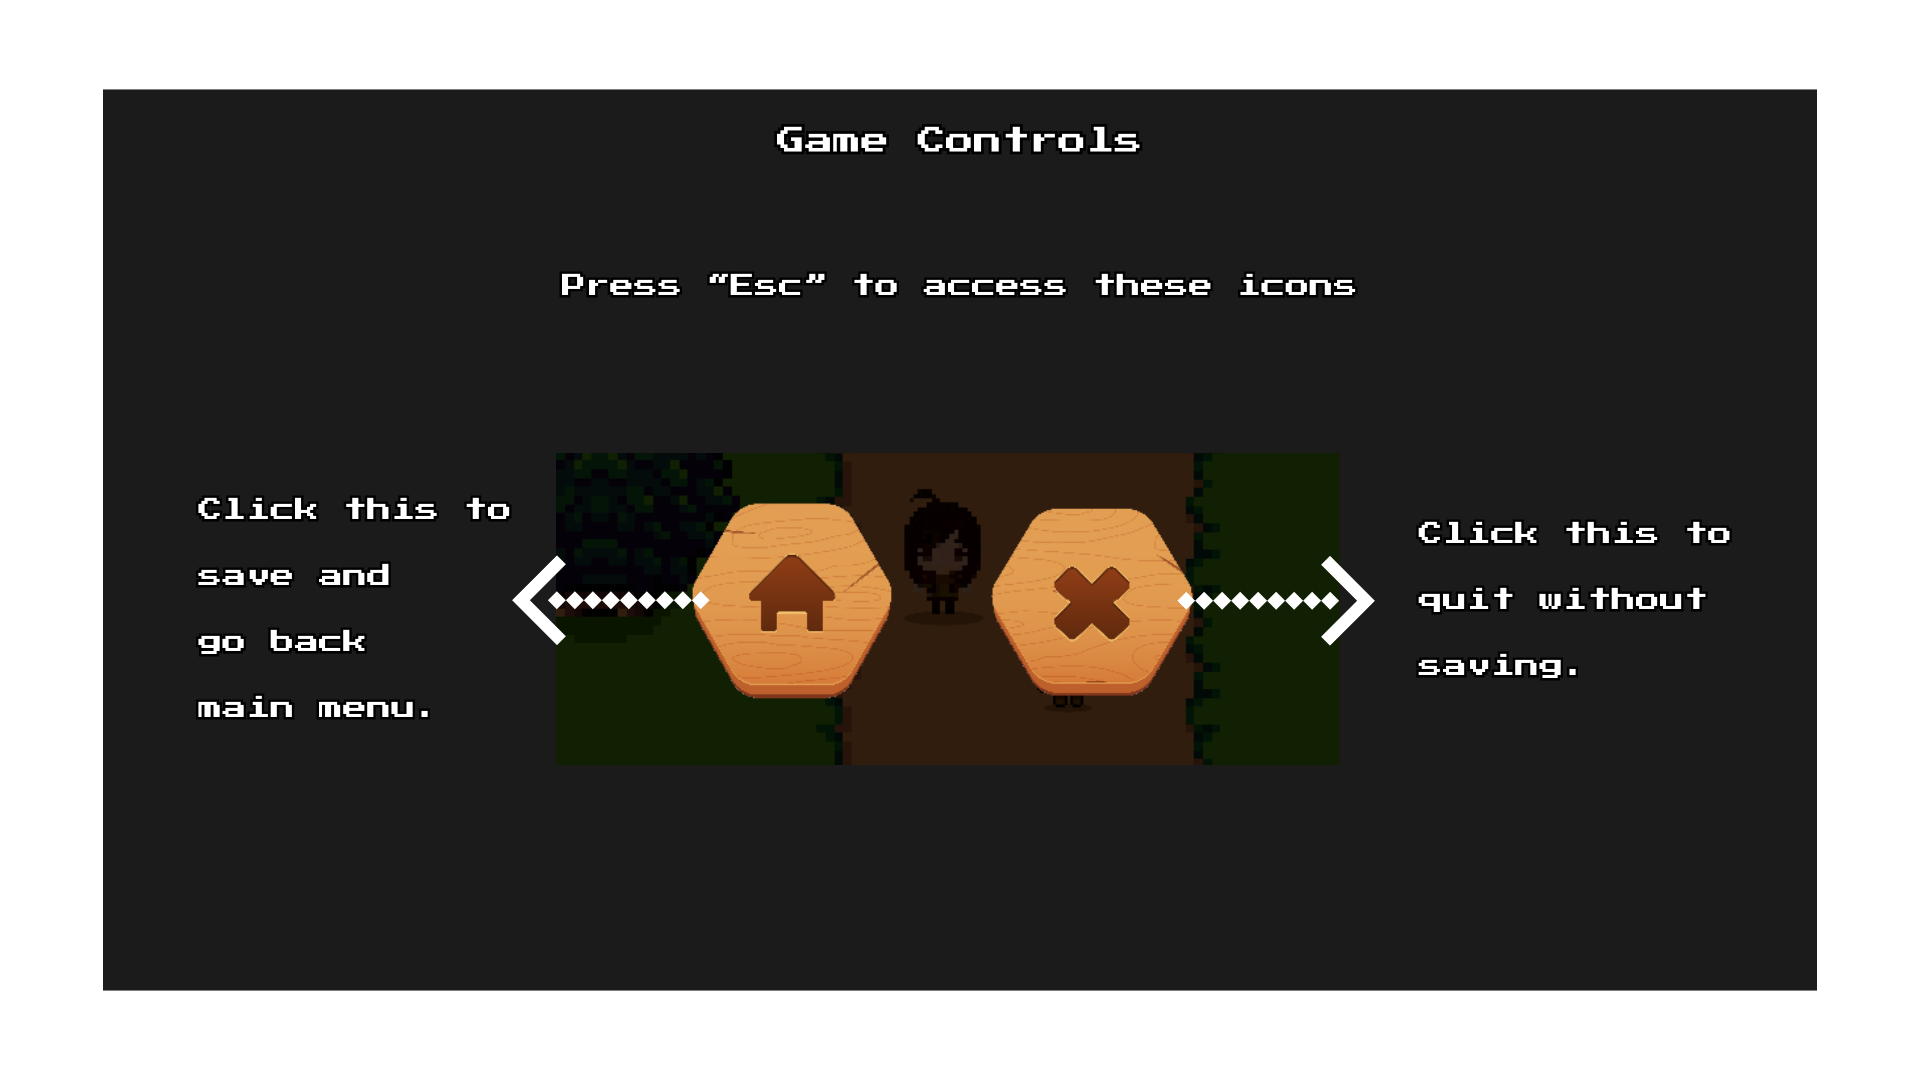 Game Controls
Press “Esc” to access these icons
Click this to
save and
go back
main menu.
Click this to
quit without
saving.